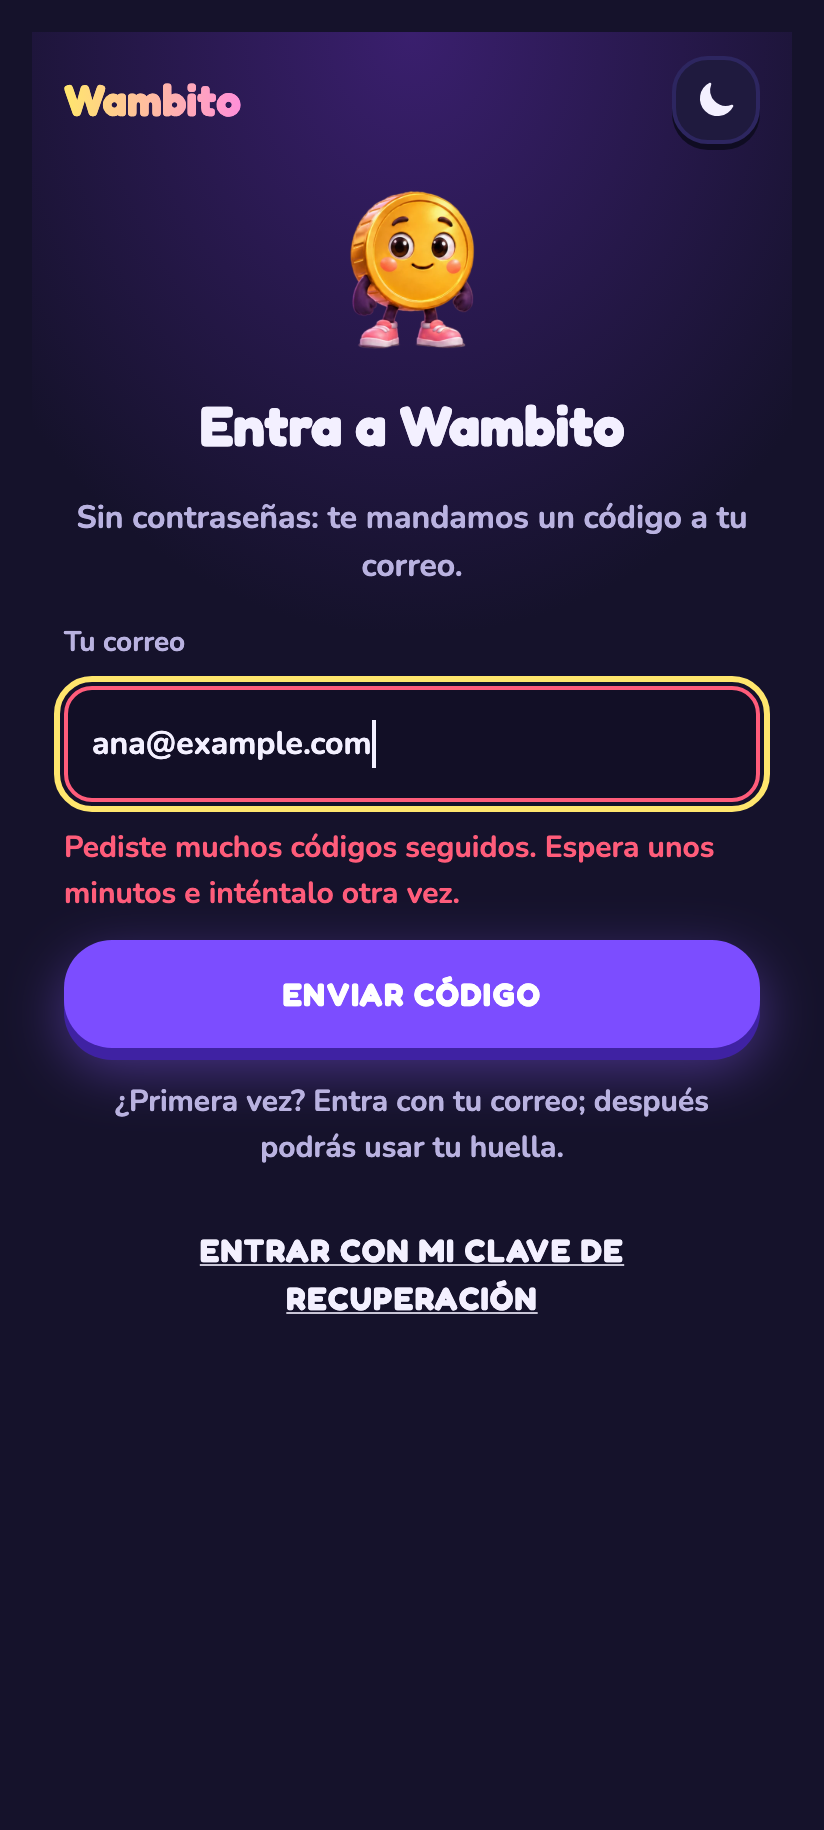 Wambito
Entra a Wambito
Sin contraseñas: te mandamos un código a tu
correo.
Tu correo
ana@example.com
Pediste muchos códigos seguidos. Espera unos
minutos e inténtalo otra vez.
ENVIAR CÓDIGO
¿Primera vez? Entra con tu correo; después
podrás usar tu huella.
ENTRAR CON MI CLAVE DE
RECUPERACIÓN